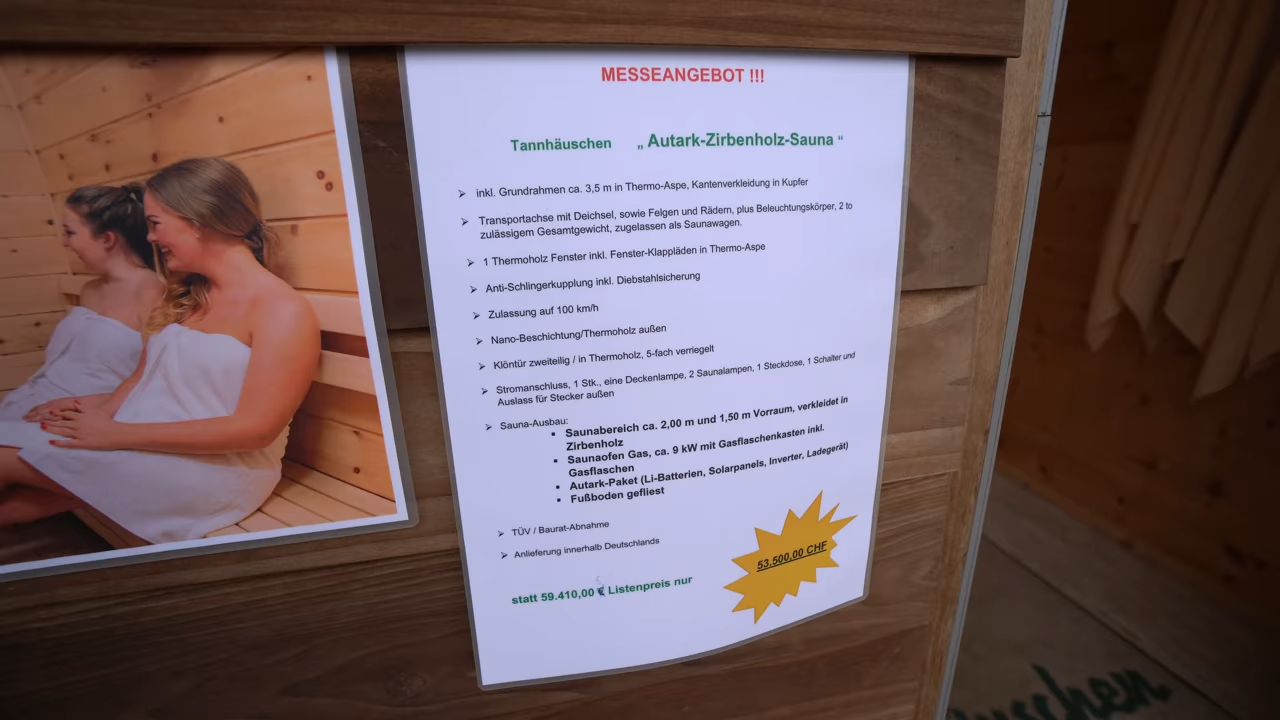 MESSEANGEBOT !!!
Tannhäuschen „ Autark-Zirbenholz-Sauna “
➢ inkl. Grundrahmen ca. 3,5 m in Thermo-Aspe, Kantenverkleidung in Kupfer
➢ Transportachse mit Deichsel, sowie Felgen und Rädern, plus Beleuchtungskörper, 2 to
zulässigem Gesamtgewicht, zugelassen als Saunawagen.
➢ 1 Thermoholz Fenster inkl. Fenster-Klappläden in Thermo-Aspe
➢ Anti-Schlingerkupplung inkl. Diebstahlsicherung
➢ Zulassung auf 100 km/h
➢ Nano-Beschichtung/Thermoholz außen
➢ Klöntür zweiteilig / in Thermoholz, 5-fach verriegelt
➢ Stromanschluss, 1 Stk., eine Deckenlampe, 2 Saunalampen, 1 Steckdose, 1 Schalter und
Auslass für Stecker außen
➢ Sauna-Ausbau:
▪ Saunabereich ca. 2,00 m und 1,50 m Vorraum, verkleidet in
Zirbenholz
▪ Saunaofen Gas, ca. 9 kW mit Gasflaschenkasten inkl.
Gasflaschen
▪ Autark-Paket (Li-Batterien, Solarpanels, Inverter, Ladegerät)
▪ Fußboden gefliest
➢ TÜV / Baurat-Abnahme
➢ Anlieferung innerhalb Deutschlands
statt 59.410,00 € Listenpreis nur
53.500,00 CHF